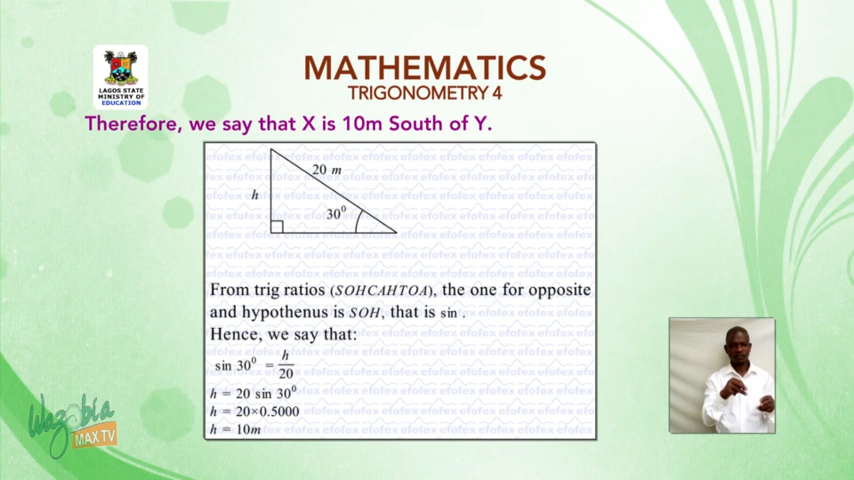 LAGOS STATE
MINISTRY OF
EDUCATION
MATHEMATICS
TRIGONOMETRY 4
Therefore, we say that X is 10m South of Y.
20 m
h
30⁰
From trig ratios (SOHCAHTOA), the one for opposite
and hypothenus is SOH, that is sin .
Hence, we say that:
sin 30⁰ = h/20
h = 20 sin 30⁰
h = 20×0.5000
h = 10m
Wazobia
MAX TV